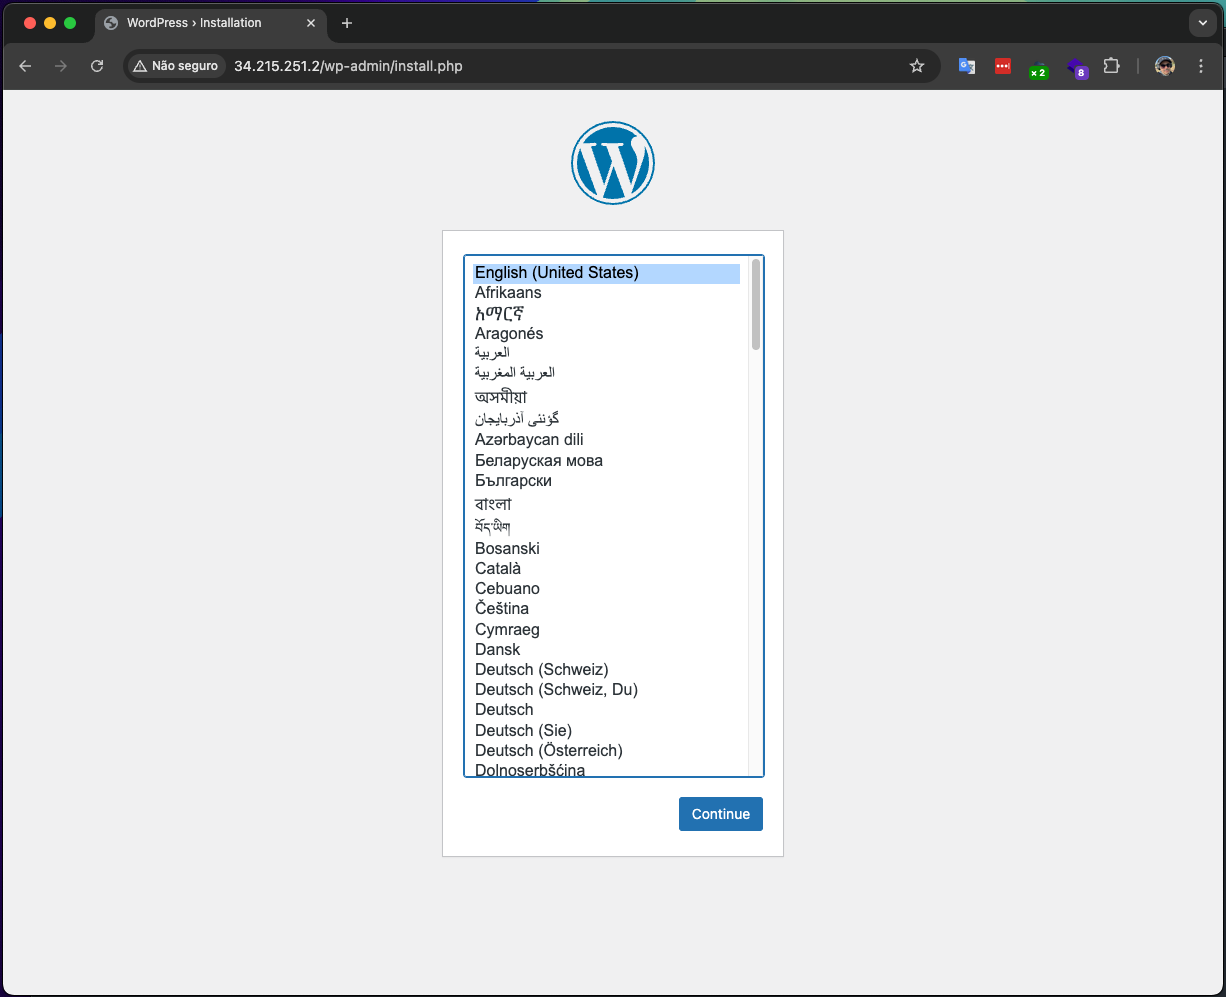 WordPress › Installation
Não seguro
34.215.251.2/wp-admin/install.php
x 2
8
English (United States)
Afrikaans
አማርኛ
Aragonés
العربية
العربية المغربية
অসমীয়া
گؤنئی آذربایجان
Azərbaycan dili
Беларуская мова
Български
বাংলা
བོད་ཡིག
Bosanski
Català
Cebuano
Čeština
Cymraeg
Dansk
Deutsch (Schweiz)
Deutsch (Schweiz, Du)
Deutsch
Deutsch (Sie)
Deutsch (Österreich)
Dolnoserbšćina
Continue